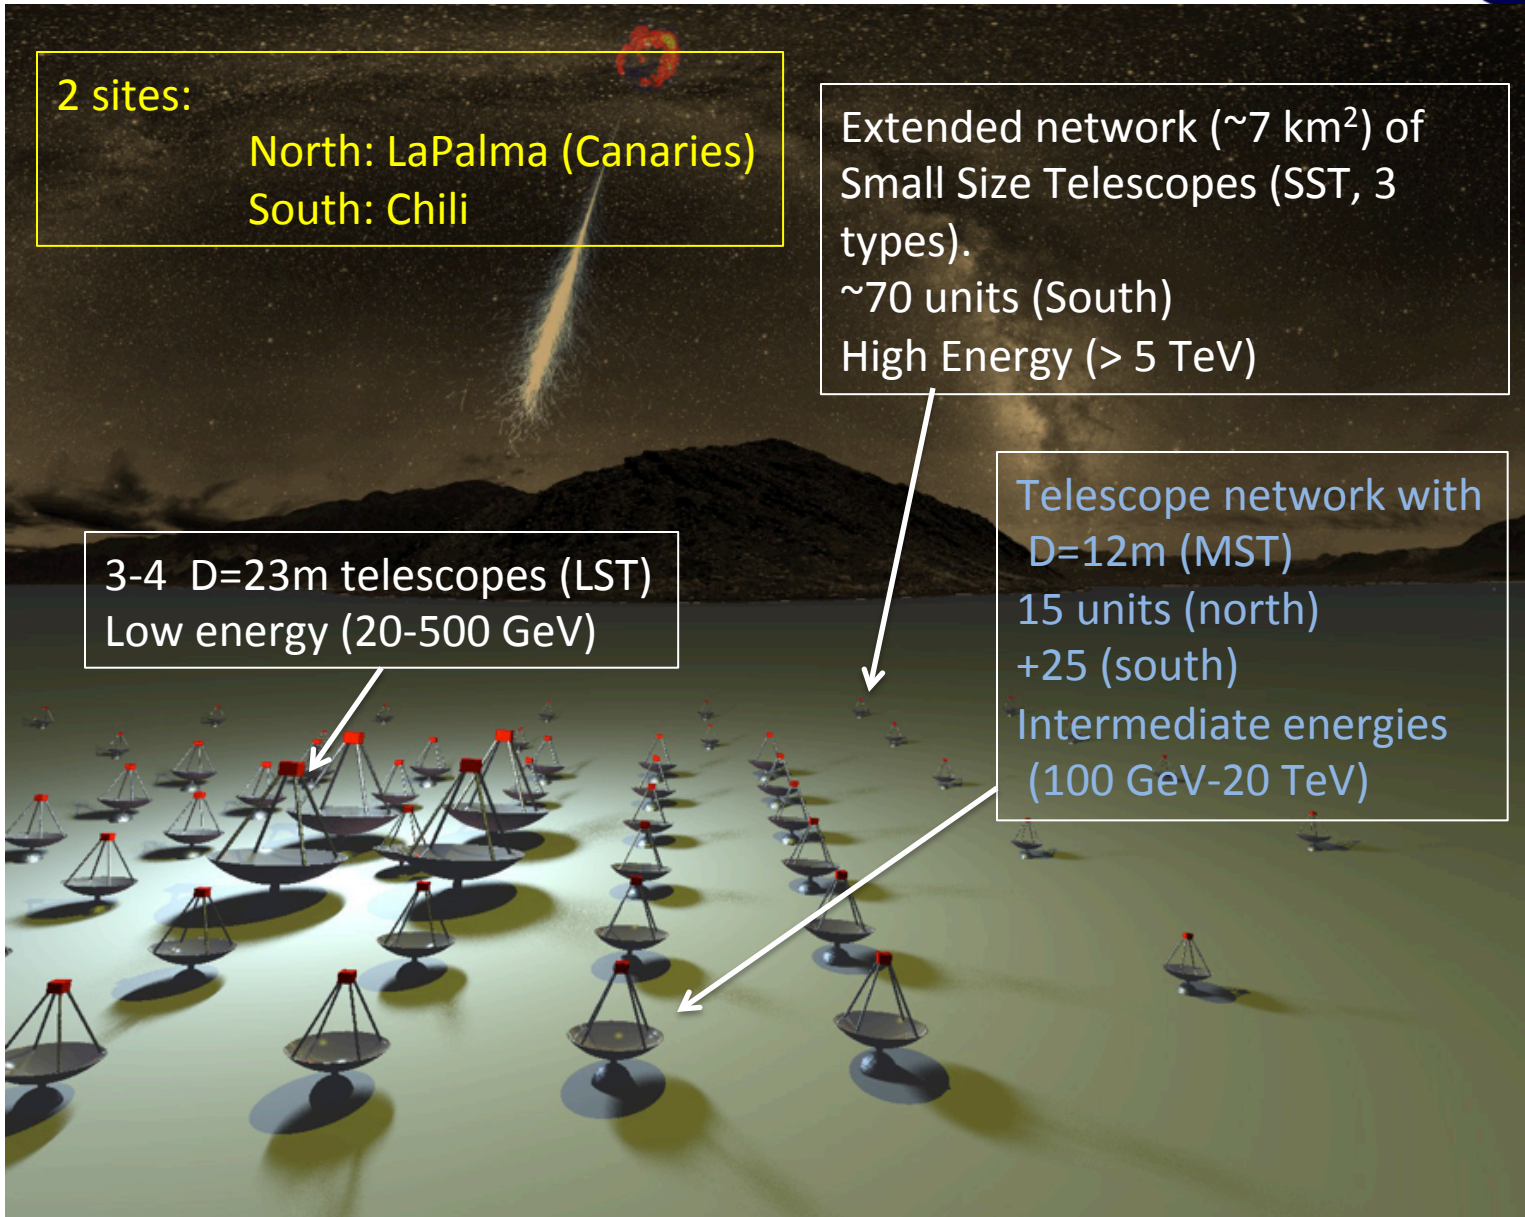 2 sites:
North: LaPalma (Canaries)
South: Chili
Extended network (~7 km²) of
Small Size Telescopes (SST, 3
types).
~70 units (South)
High Energy (> 5 TeV)
3-4 D=23m telescopes (LST)
Low energy (20-500 GeV)
Telescope network with
D=12m (MST)
15 units (north)
+25 (south)
Intermediate energies
(100 GeV-20 TeV)